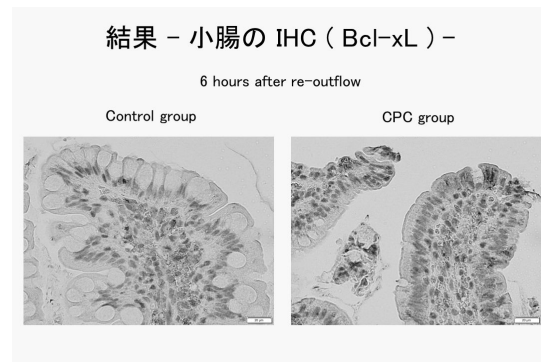 結果 - 小腸の IHC ( Bcl-xL ) -
6 hours after re-outflow
Control group
CPC group